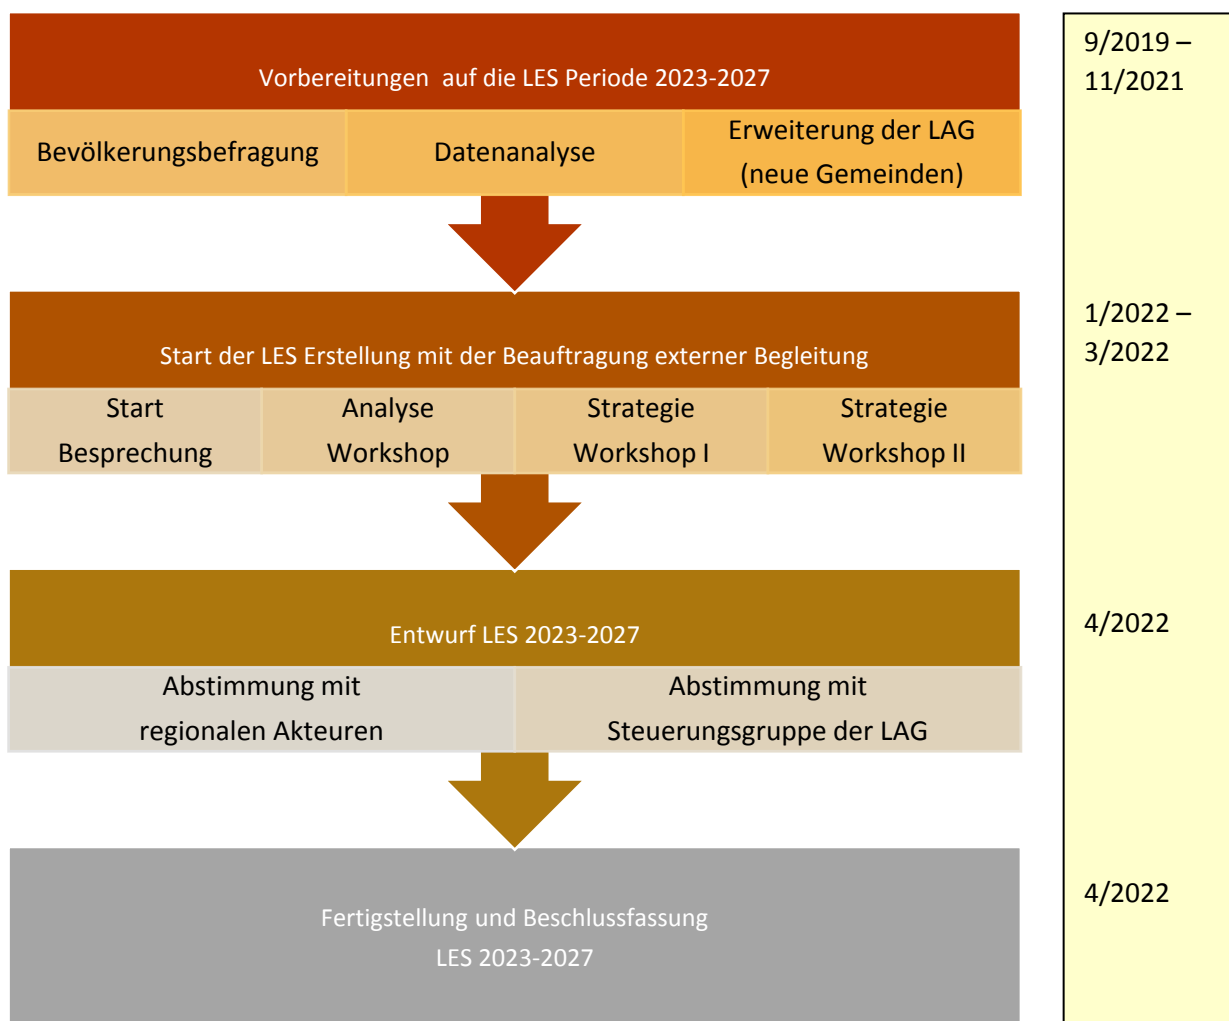 Vorbereitungen auf die LES Periode 2023-2027
9/2019 –
11/2021
Bevölkerungsbefragung
Datenanalyse
Erweiterung der LAG
(neue Gemeinden)
Start der LES Erstellung mit der Beauftragung externer Begleitung
1/2022 –
3/2022
Start
Besprechung
Analyse
Workshop
Strategie
Workshop I
Strategie
Workshop II
Entwurf LES 2023-2027
4/2022
Abstimmung mit
regionalen Akteuren
Abstimmung mit
Steuerungsgruppe der LAG
Fertigstellung und Beschlussfassung
LES 2023-2027
4/2022